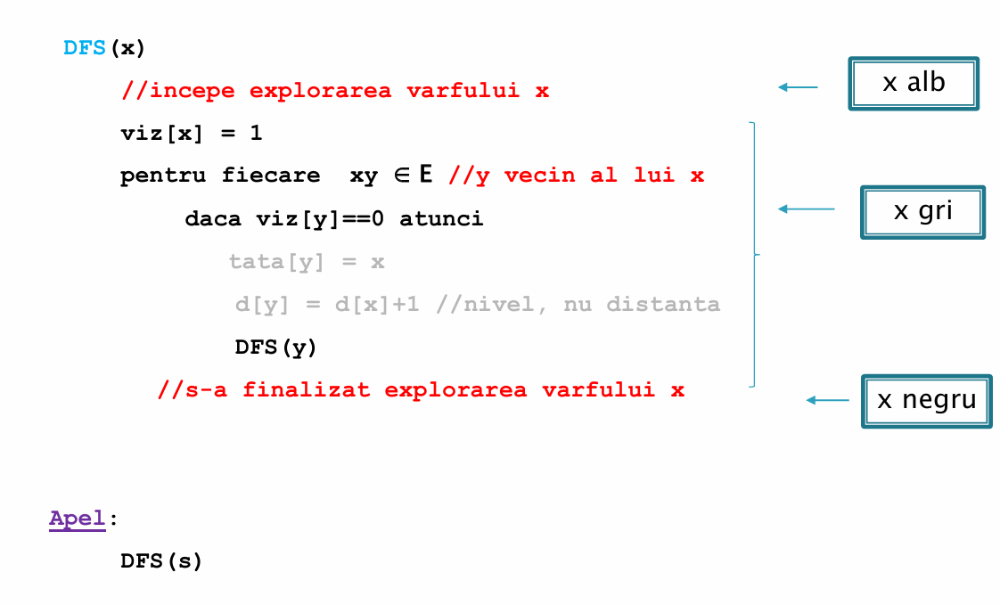 DFS(x)
//incepe explorarea varfului x
x alb
viz[x] = 1
pentru fiecare xy ∈ E //y vecin al lui x
x gri
daca viz[y]==0 atunci
tata[y] = x
d[y] = d[x]+1 //nivel, nu distanta
DFS(y)
//s-a finalizat explorarea varfului x
x negru
Apel:
DFS(s)